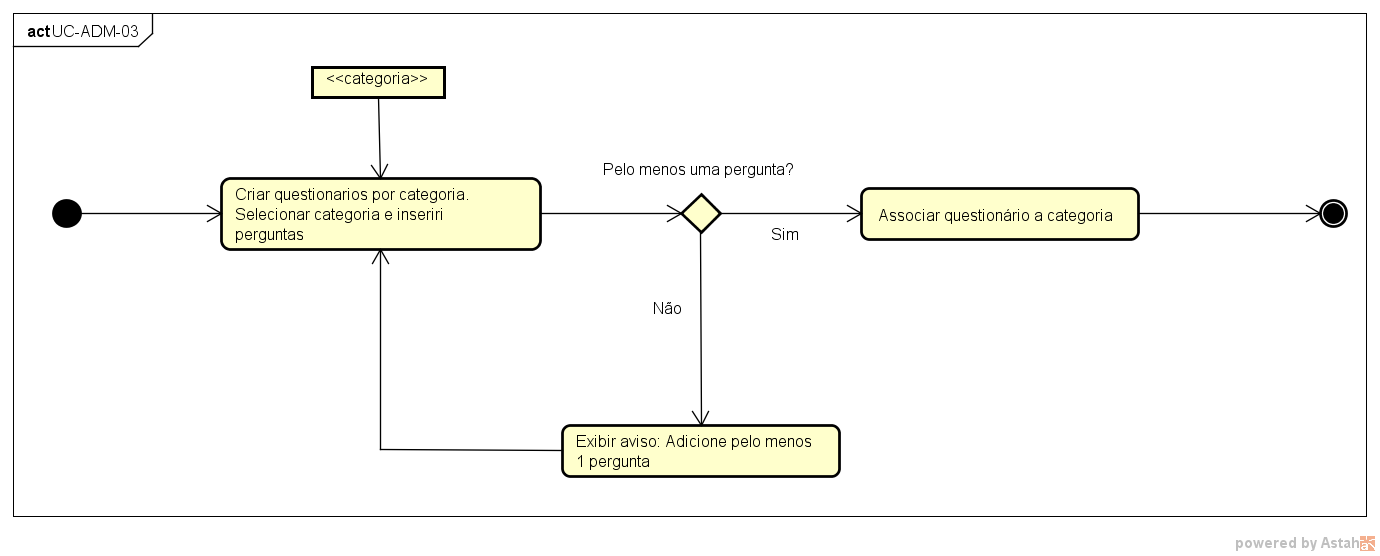 act UC-ADM-03
<<categoria>>
Pelo menos uma pergunta?
Criar questionarios por categoria.
Selecionar categoria e inseriri
perguntas
Associar questionário a categoria
Sim
Não
Exibir aviso: Adicione pelo menos
1 pergunta
powered by Astah